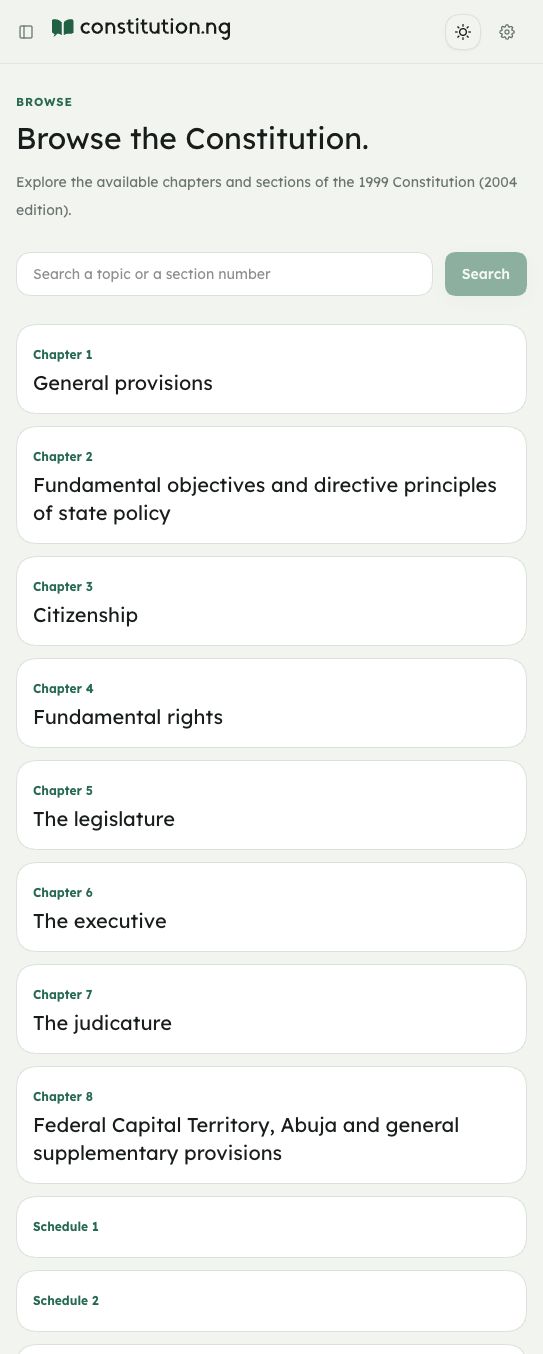 constitution.ng
BROWSE
Browse the Constitution.
Explore the available chapters and sections of the 1999 Constitution (2004
edition).
Search a topic or a section number
Search
Chapter 1
General provisions
Chapter 2
Fundamental objectives and directive principles
of state policy
Chapter 3
Citizenship
Chapter 4
Fundamental rights
Chapter 5
The legislature
Chapter 6
The executive
Chapter 7
The judicature
Chapter 8
Federal Capital Territory, Abuja and general
supplementary provisions
Schedule 1
Schedule 2